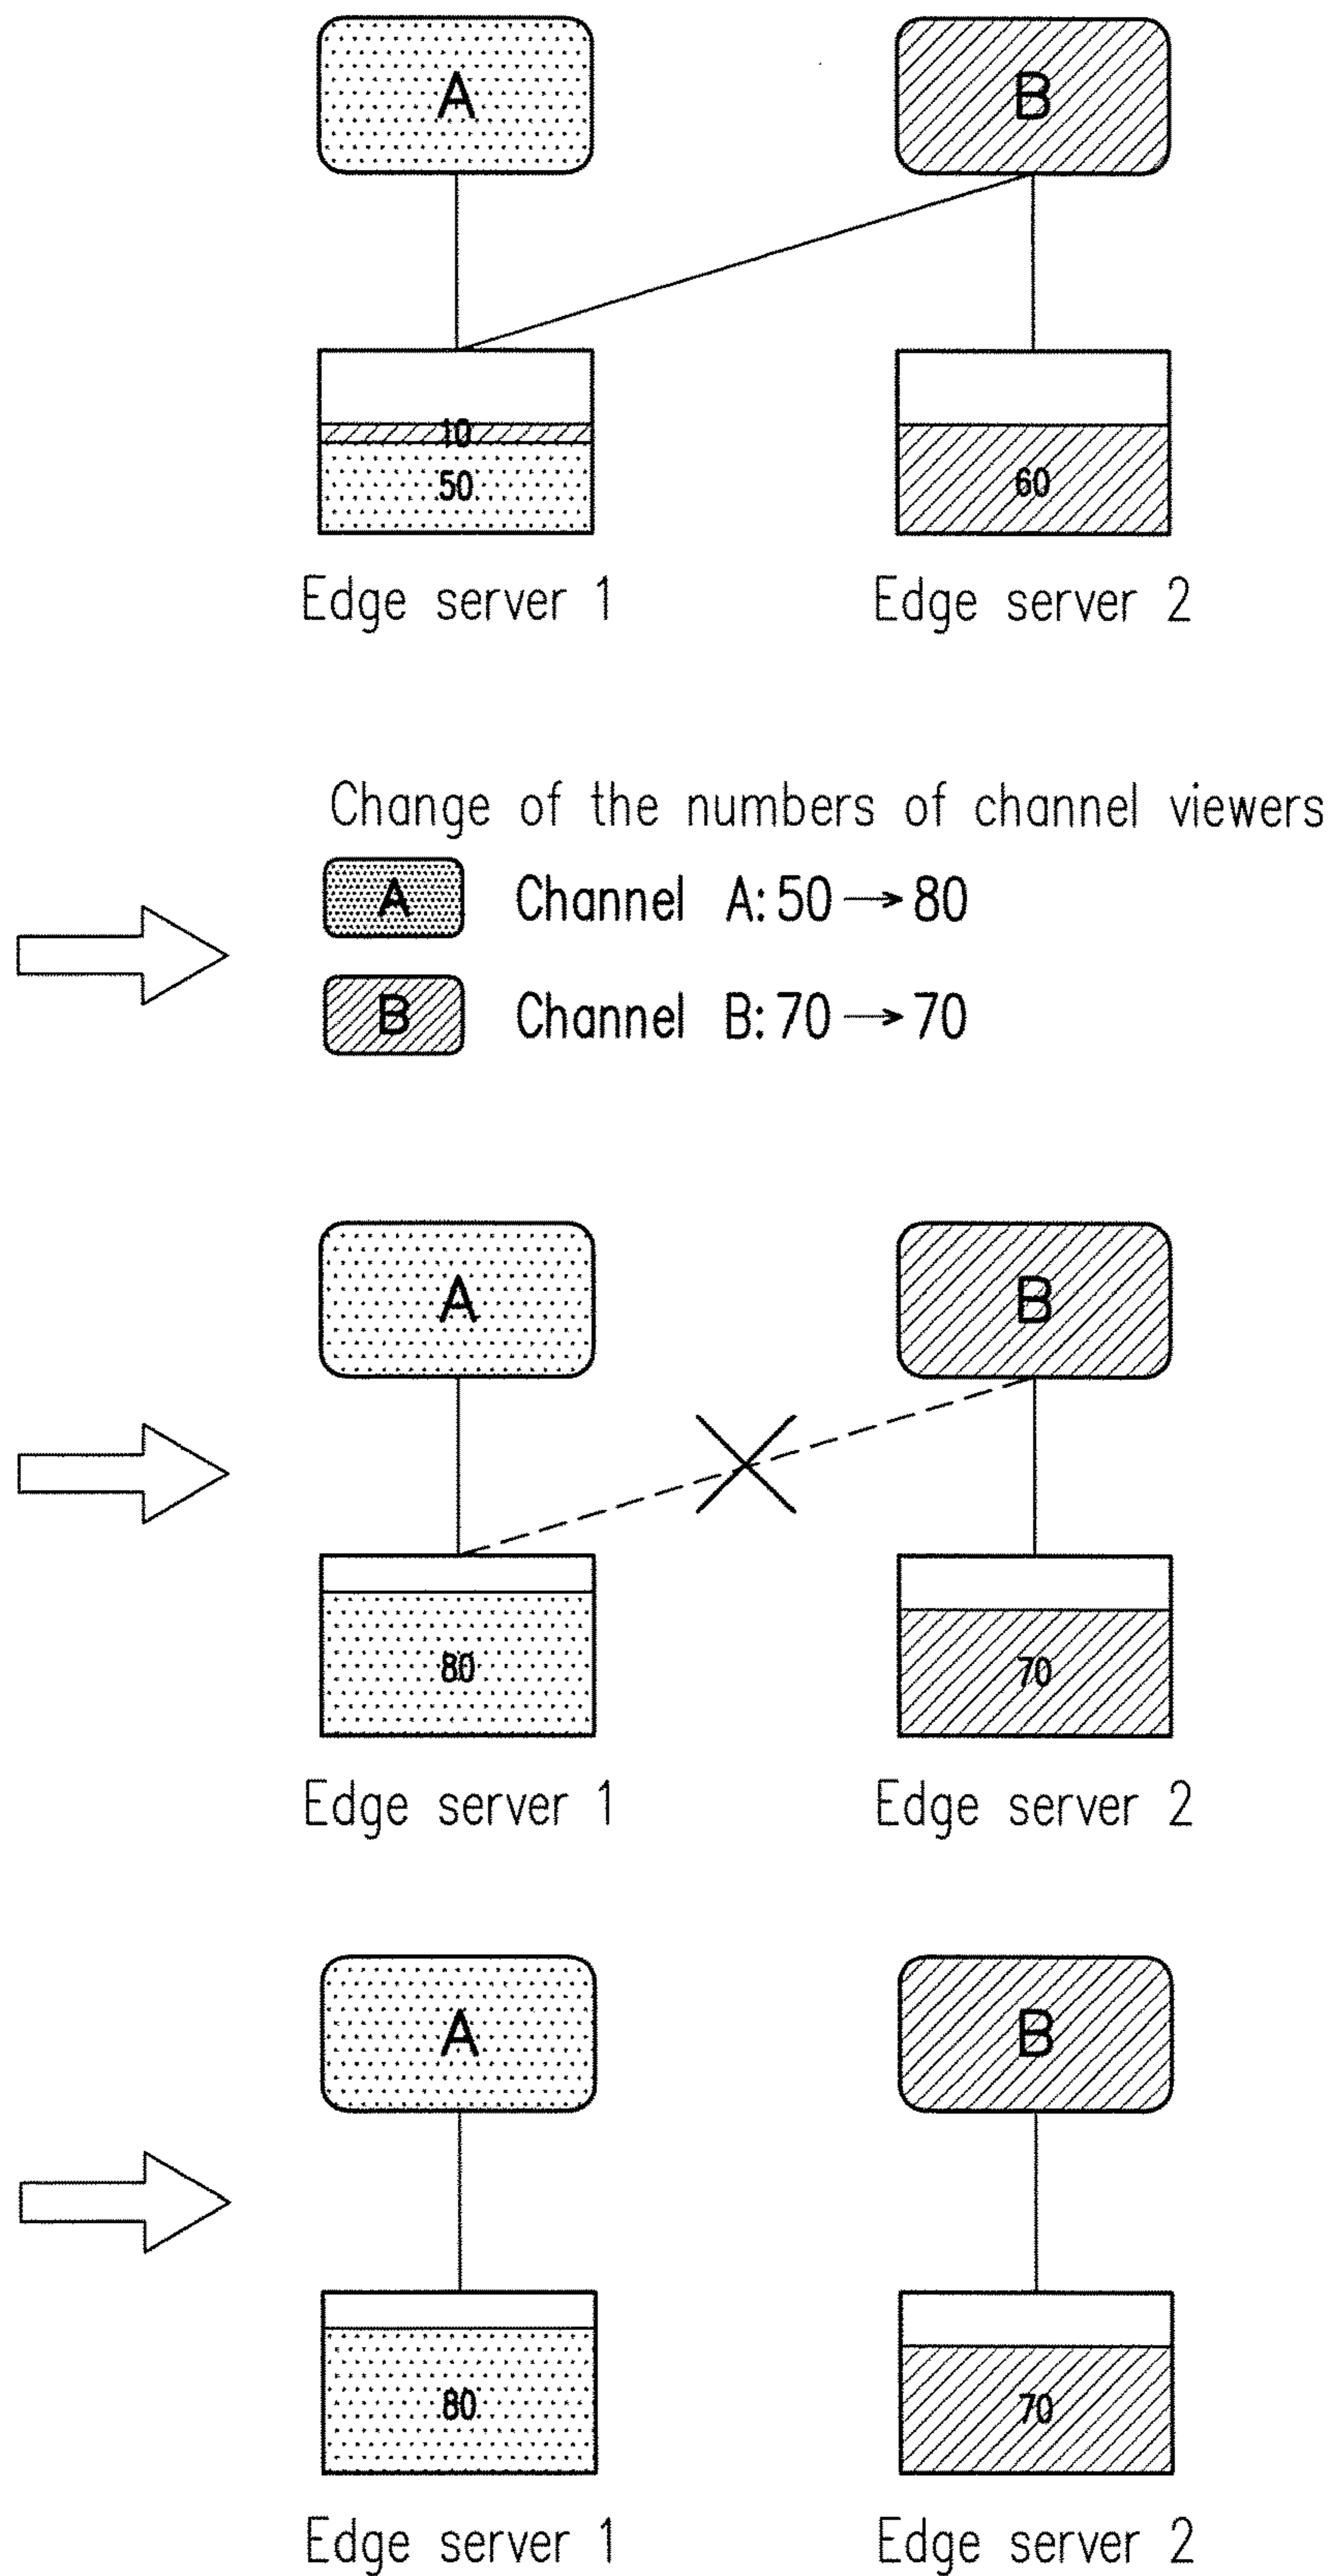 A B
10
50 60
Edge server 1 Edge server 2
Change of the numbers of channel viewers
A Channel A: 50 → 80
B Channel B: 70 → 70
A B
80 70
Edge server 1 Edge server 2
A B
80 70
Edge server 1 Edge server 2